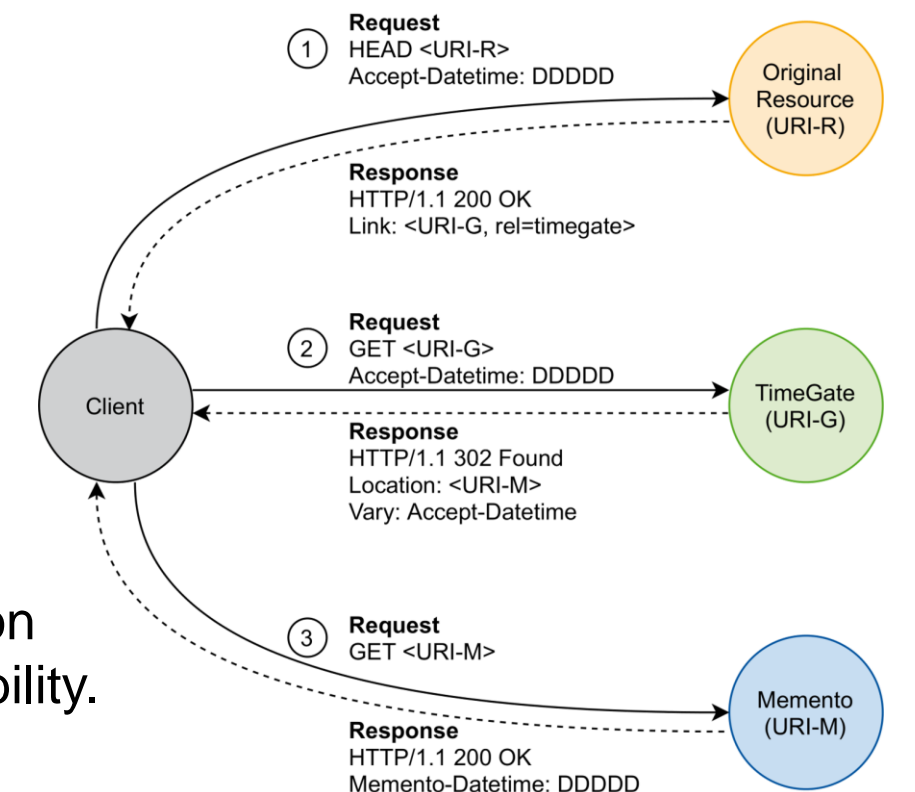 1
Request
HEAD <URI-R>
Accept-Datetime: DDDDD
Original
Resource
(URI-R)
Response
HTTP/1.1 200 OK
Link: <URI-G, rel=timegate>
Client
2
Request
GET <URI-G>
Accept-Datetime: DDDDD
TimeGate
(URI-G)
Response
HTTP/1.1 302 Found
Location: <URI-M>
Vary: Accept-Datetime
on
bility.
3
Request
GET <URI-M>
Memento
(URI-M)
Response
HTTP/1.1 200 OK
Memento-Datetime: DDDDD